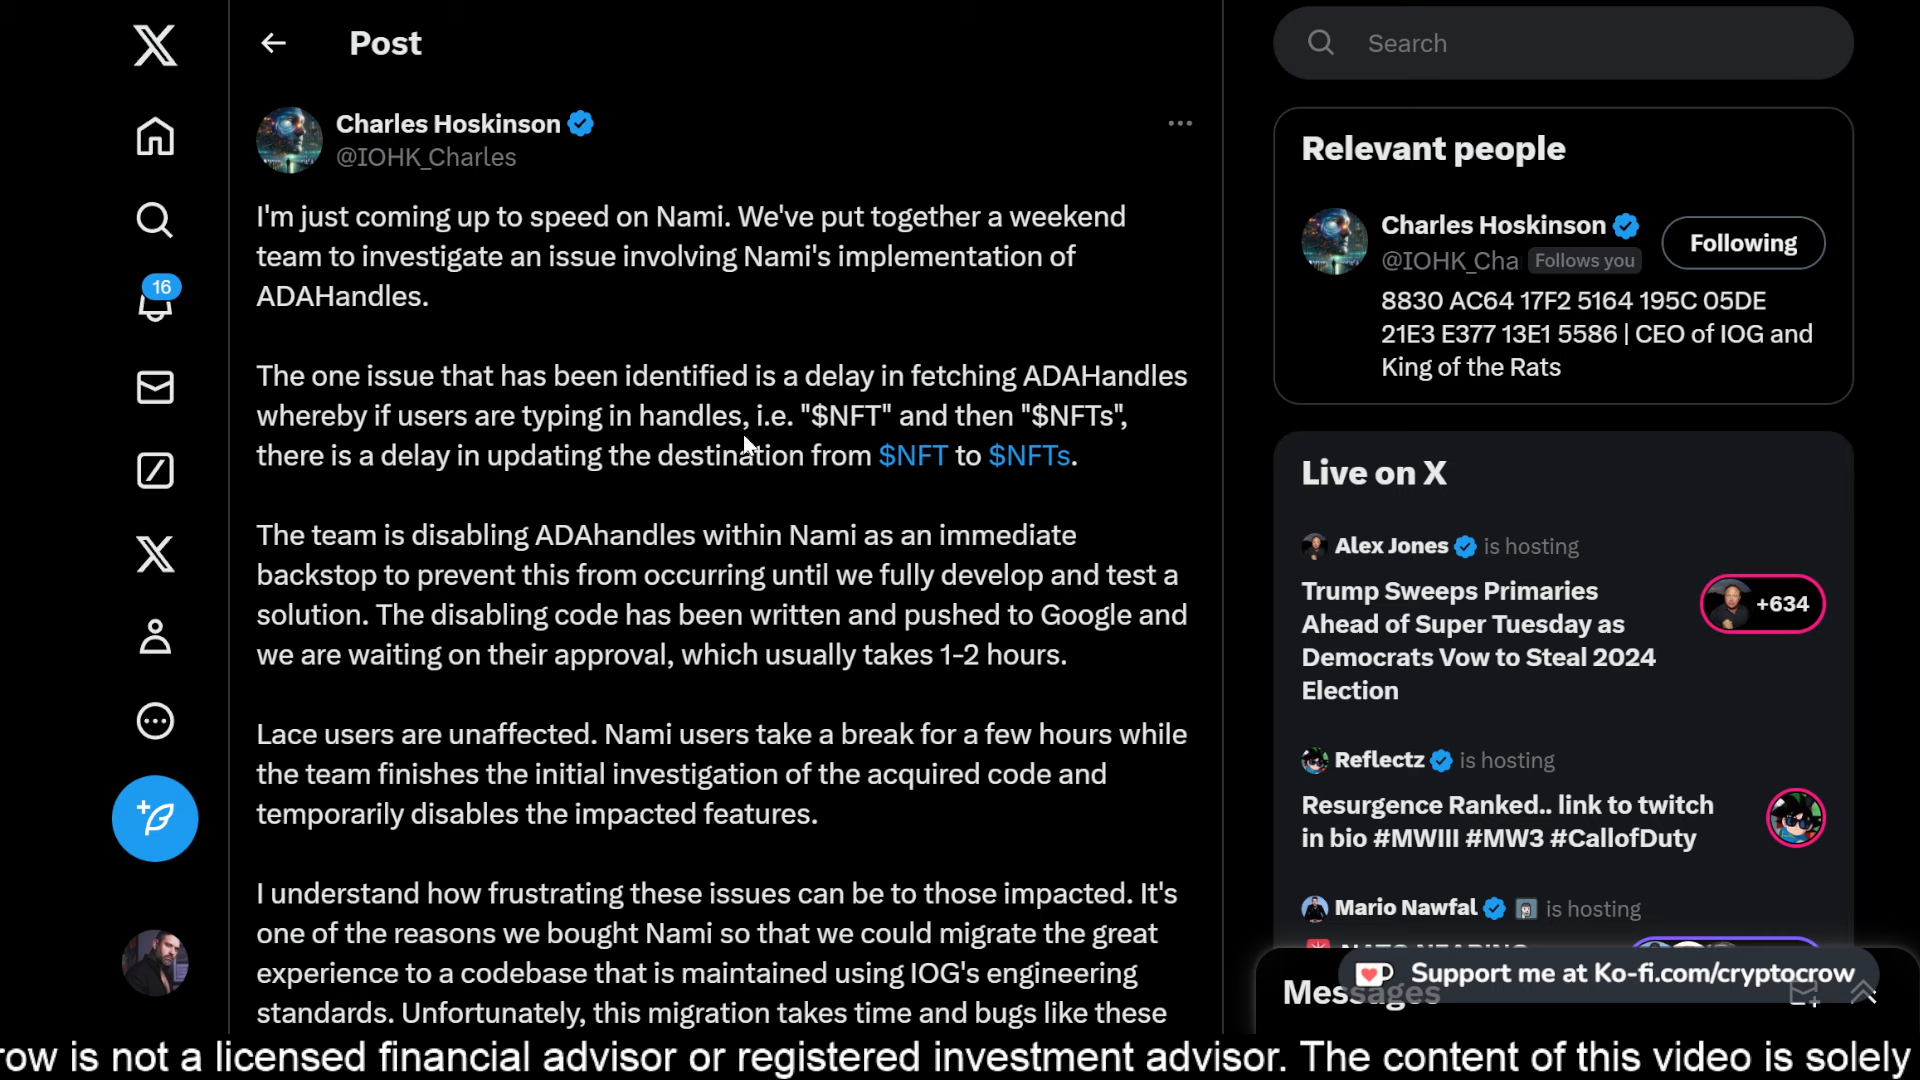 Post
Search
Charles Hoskinson
@IOHK_Charles
I'm just coming up to speed on Nami. We've put together a weekend
team to investigate an issue involving Nami's implementation of
ADAHandles.
The one issue that has been identified is a delay in fetching ADAHandles
whereby if users are typing in handles, i.e. "$NFT" and then "$NFTs",
there is a delay in updating the destination from $NFT to $NFTs.
The team is disabling ADAhandles within Nami as an immediate
backstop to prevent this from occurring until we fully develop and test a
solution. The disabling code has been written and pushed to Google and
we are waiting on their approval, which usually takes 1-2 hours.
Lace users are unaffected. Nami users take a break for a few hours while
the team finishes the initial investigation of the acquired code and
temporarily disables the impacted features.
I understand how frustrating these issues can be to those impacted. It's
one of the reasons we bought Nami so that we could migrate the great
experience to a codebase that is maintained using IOG's engineering
standards. Unfortunately, this migration takes time and bugs like these
16
Relevant people
Charles Hoskinson
Following
@IOHK_Cha Follows you
8830 AC64 17F2 5164 195C 05DE
21E3 E377 13E1 5586 | CEO of IOG and
King of the Rats
Live on X
Alex Jones is hosting
Trump Sweeps Primaries
Ahead of Super Tuesday as
Democrats Vow to Steal 2024
Election
+634
Reflectz is hosting
Resurgence Ranked.. link to twitch
in bio #MWIII #MW3 #CallofDuty
Mario Nawfal is hosting
Support me at Ko-fi.com/cryptocrow
Messages
row is not a licensed financial advisor or registered investment advisor. The content of this video is solely